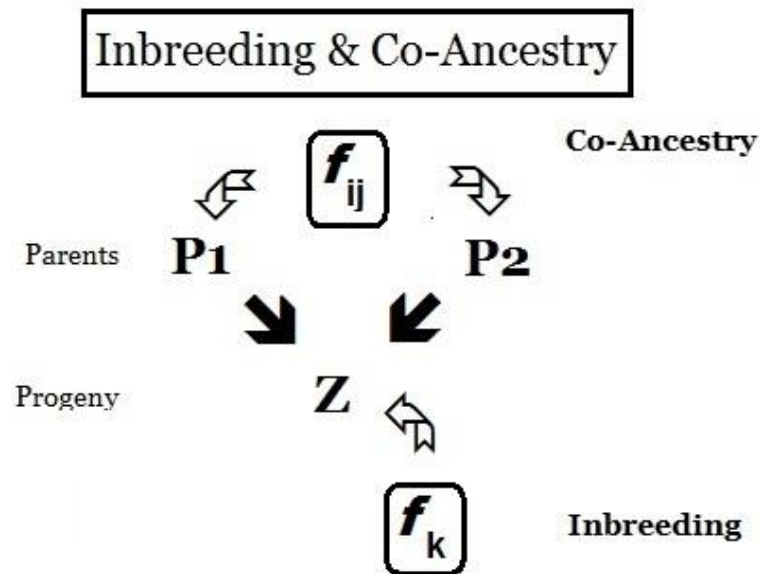 Inbreeding & Co-Ancestry
Co-Ancestry
f ij
Parents P1 P2
Progeny Z
f k
Inbreeding